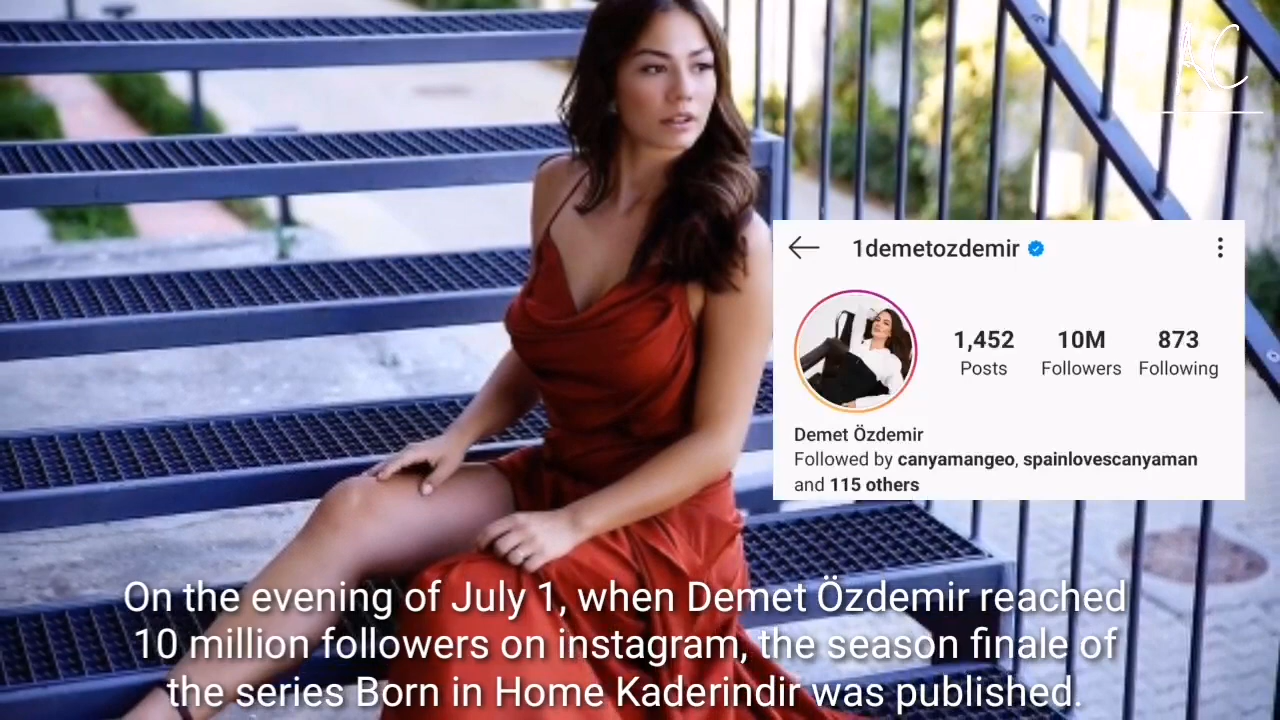 AC
1demetozdemir
1,452 10M 873
Posts Followers Following
Demet Özdemir
Followed by canyamangeo, spainlovescanyaman
and 115 others
On the evening of July 1, when Demet Özdemir reached
10 million followers on instagram, the season finale of
the series Born in Home Kaderindir was published.